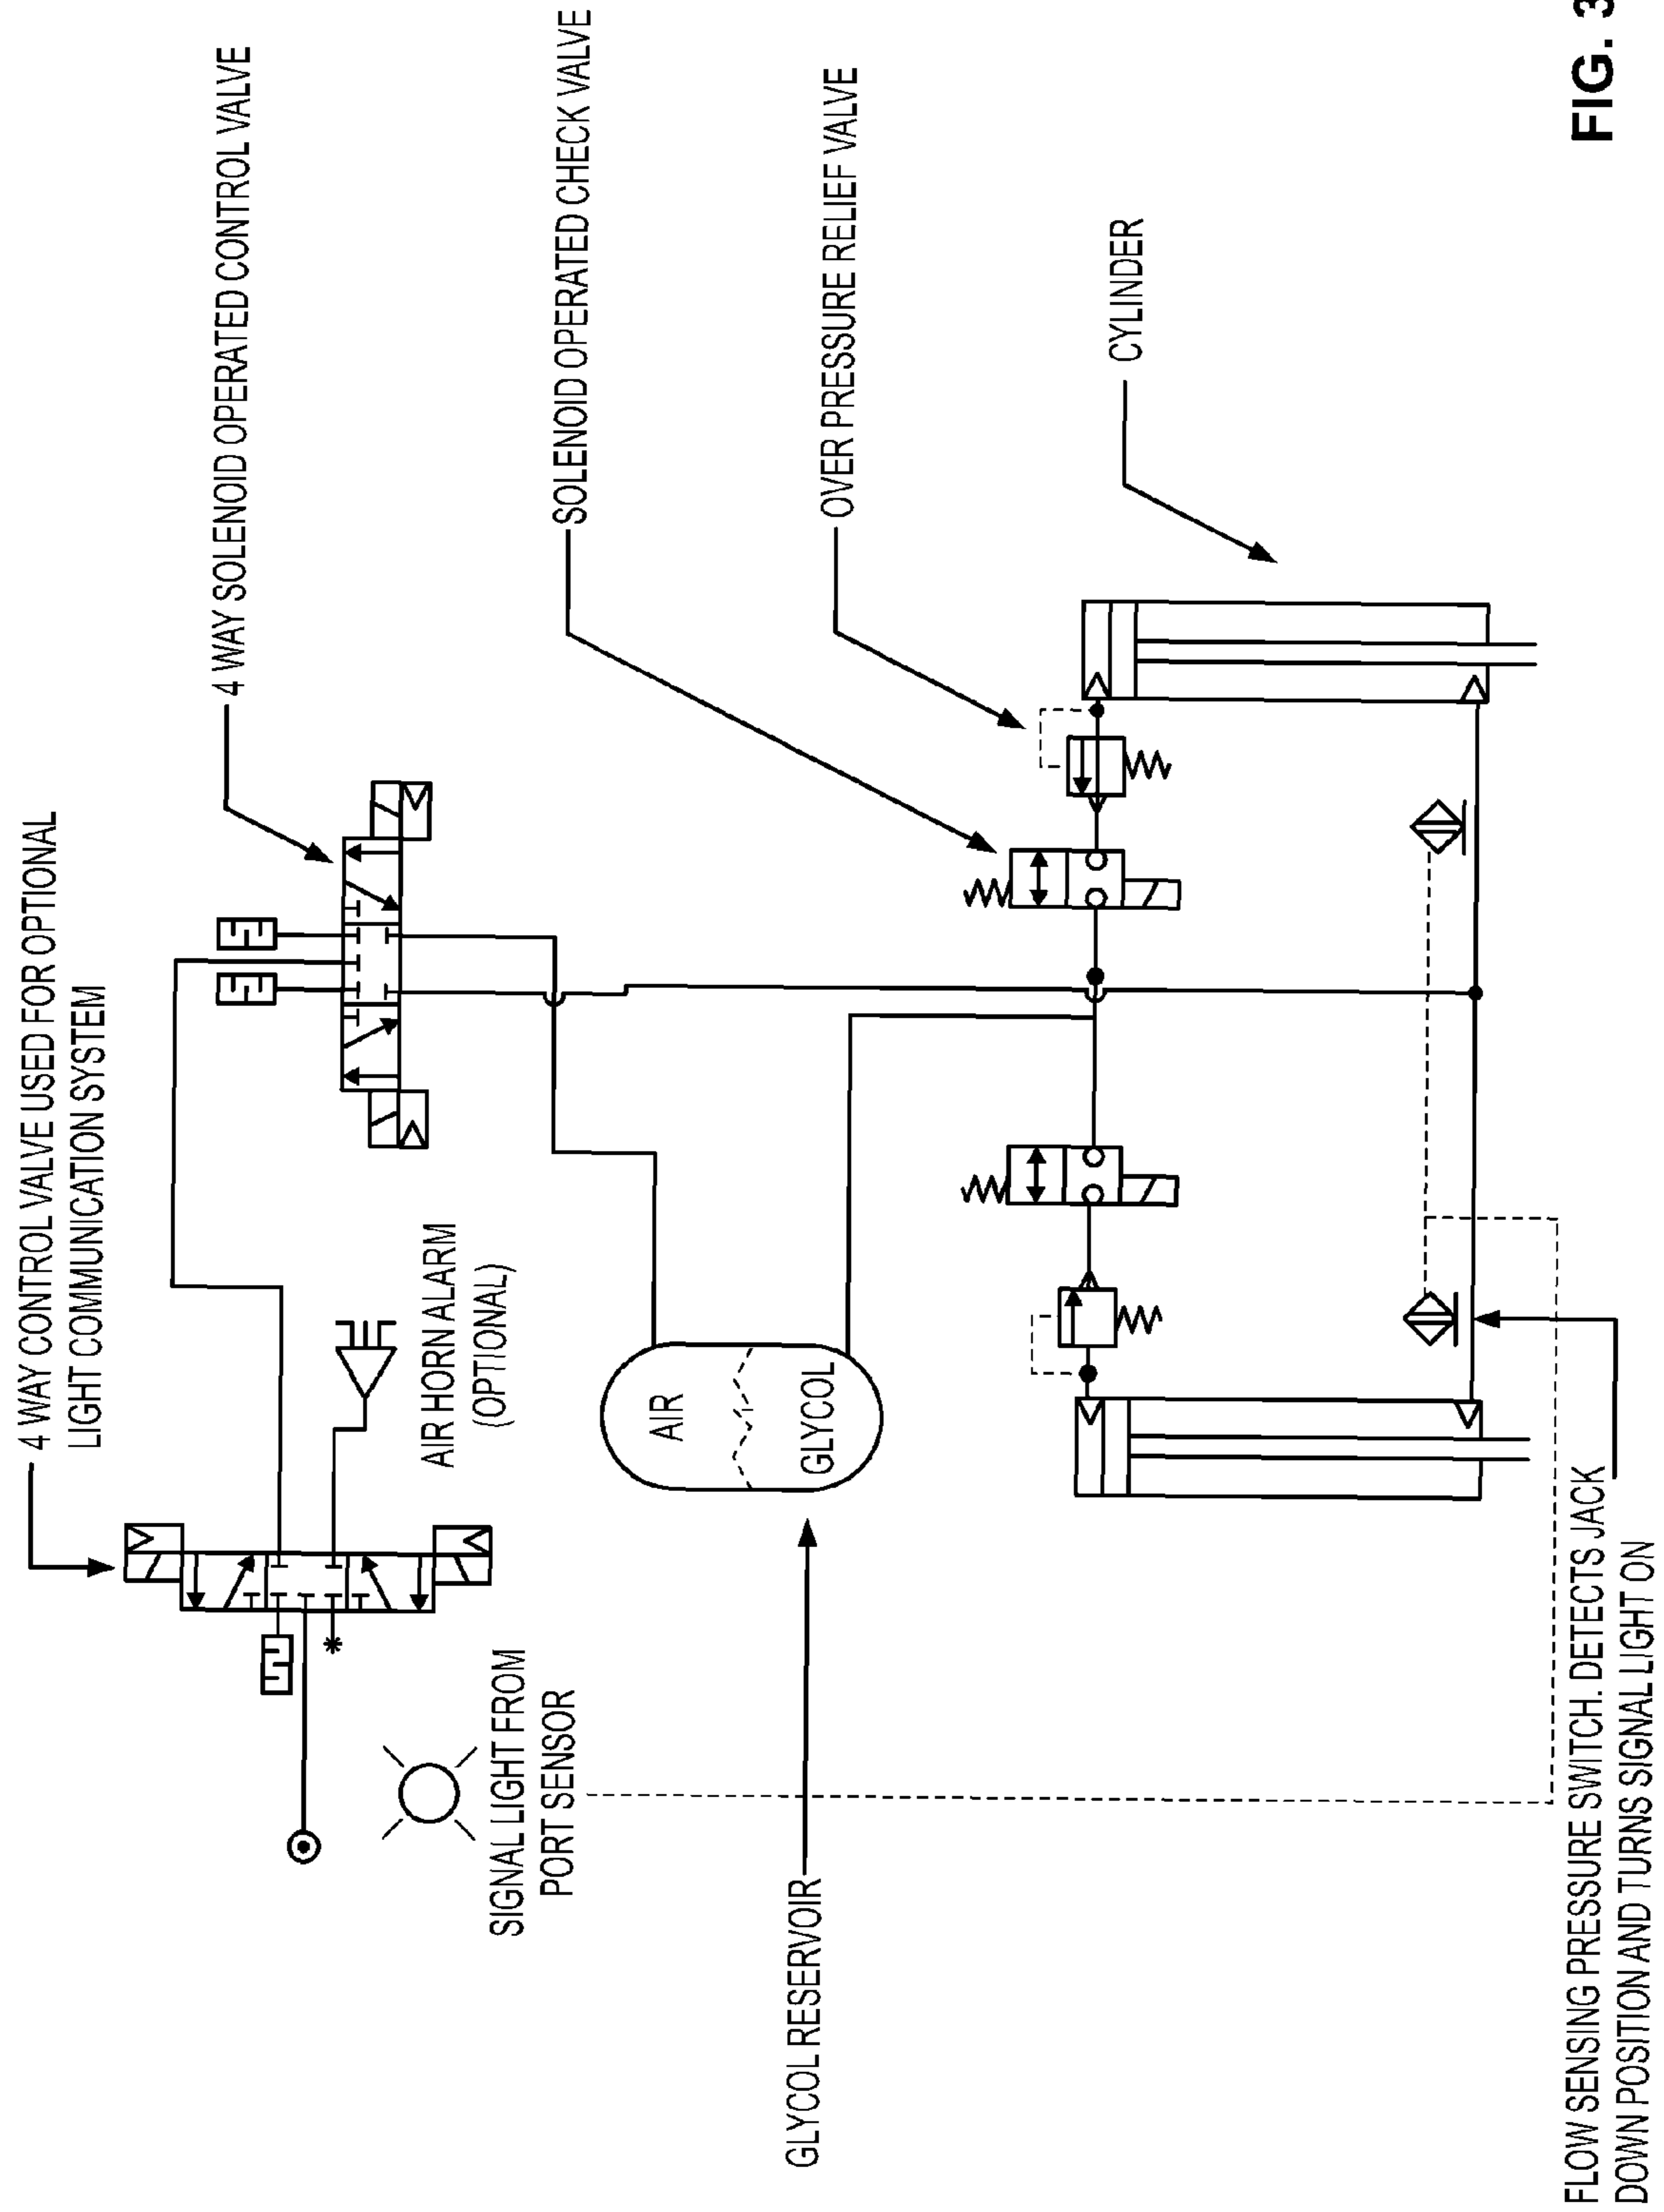 4 WAY CONTROL VALVE USED FOR OPTIONAL
LIGHT COMMUNICATION SYSTEM
4 WAY SOLENOID OPERATED CONTROL VALVE
AIR HORN ALARM
(OPTIONAL)
SIGNAL LIGHT FROM
PORT SENSOR
SOLENOID OPERATED CHECK VALVE
AIR
GLYCOL
GLYCOL RESERVOIR
OVER PRESSURE RELIEF VALVE
CYLINDER
FLOW SENSING PRESSURE SWITCH. DETECTS JACK
DOWN POSITION AND TURNS SIGNAL LIGHT ON
FIG. 3